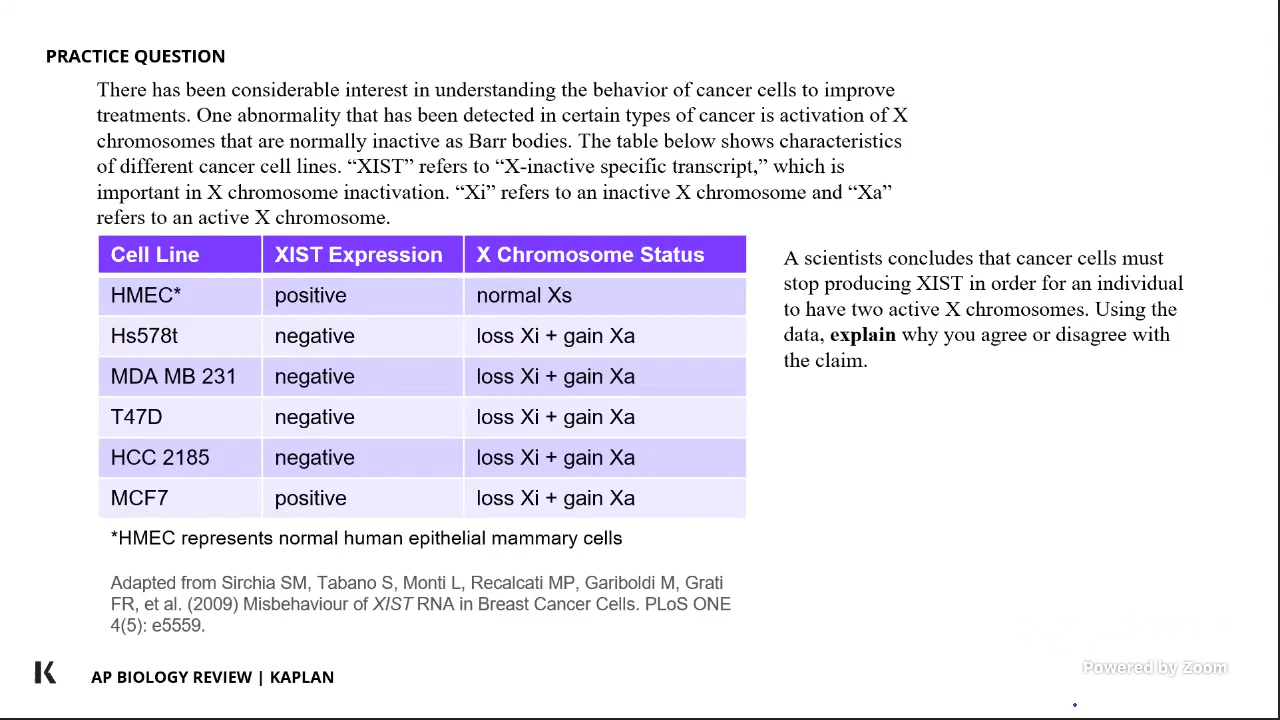 PRACTICE QUESTION
There has been considerable interest in understanding the behavior of cancer cells to improve
treatments. One abnormality that has been detected in certain types of cancer is activation of X
chromosomes that are normally inactive as Barr bodies. The table below shows characteristics
of different cancer cell lines. “XIST” refers to “X-inactive specific transcript,” which is
important in X chromosome inactivation. “Xi” refers to an inactive X chromosome and “Xa”
refers to an active X chromosome.
Cell Line XIST Expression X Chromosome Status
HMEC* positive normal Xs
Hs578t negative loss Xi + gain Xa
MDA MB 231 negative loss Xi + gain Xa
T47D negative loss Xi + gain Xa
HCC 2185 negative loss Xi + gain Xa
MCF7 positive loss Xi + gain Xa
*HMEC represents normal human epithelial mammary cells
Adapted from Sirchia SM, Tabano S, Monti L, Recalcati MP, Gariboldi M, Grati
FR, et al. (2009) Misbehaviour of XIST RNA in Breast Cancer Cells. PLoS ONE
4(5): e5559.
A scientists concludes that cancer cells must
stop producing XIST in order for an individual
to have two active X chromosomes. Using the
data, explain why you agree or disagree with
the claim.
K AP BIOLOGY REVIEW | KAPLAN
Powered by Zoom